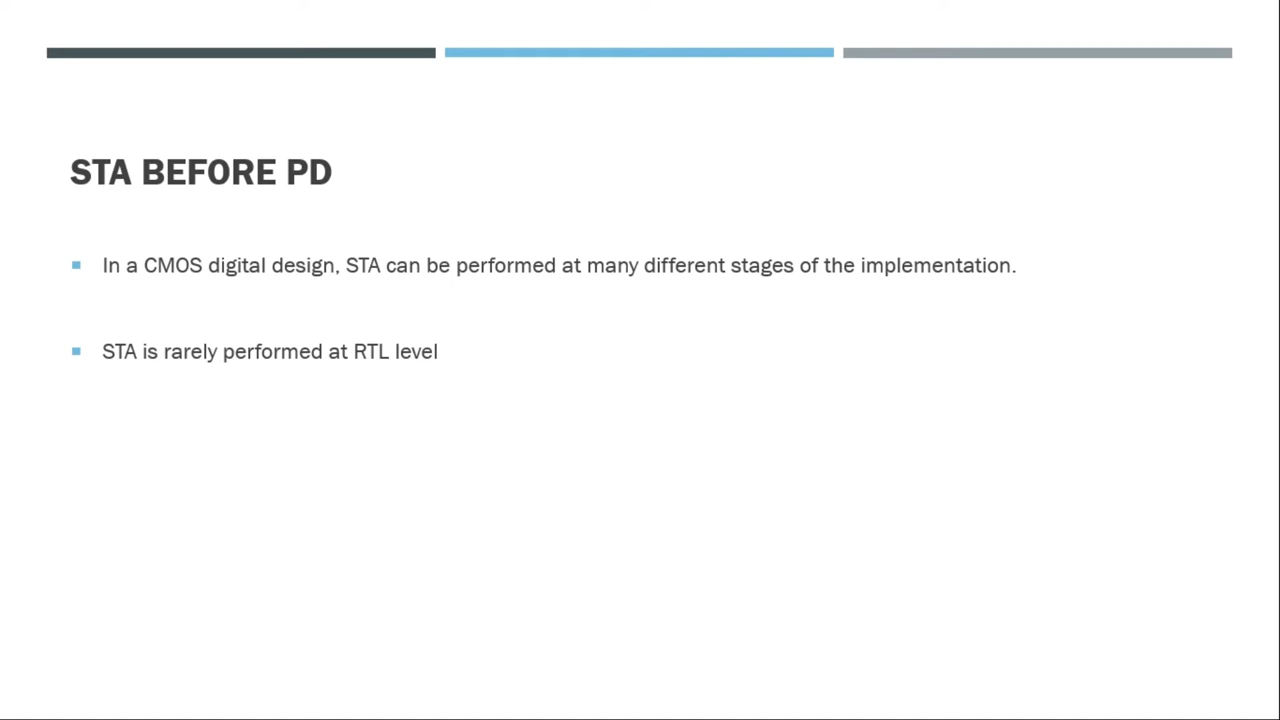 STA BEFORE PD
In a CMOS digital design, STA can be performed at many different stages of the implementation.
STA is rarely performed at RTL level